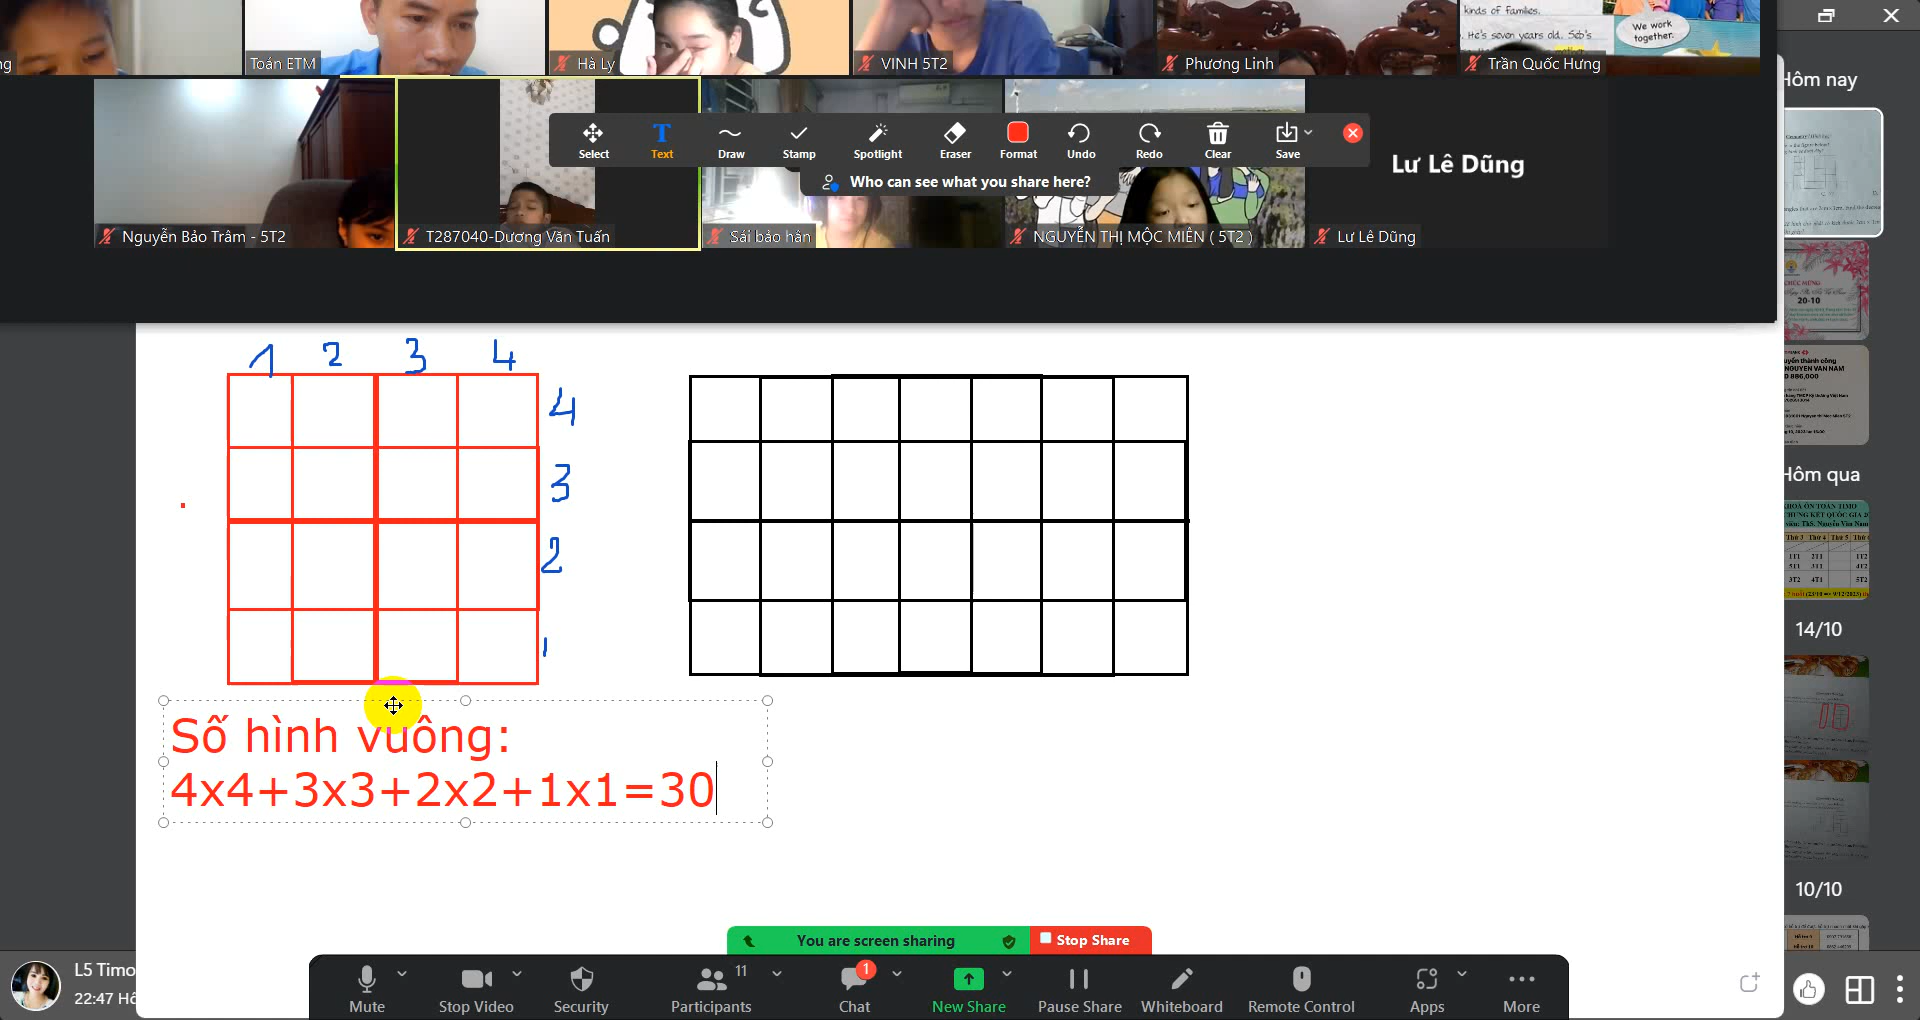 kinds of families.
He's seven years old. Seb's
We work
together.
Toán ETM
Hà Ly
VINH 5T2
Phương Linh
Trần Quốc Hưng
Hôm nay
Select
Text
Draw
Stamp
Spotlight
Eraser
Format
Undo
Redo
Clear
Save
Who can see what you share here?
Lư Lê Dũng
Nguyễn Bảo Trâm - 5T2
T287040-Dương Văn Tuấn
Sái bảo hân
NGUYỄN THỊ MỘC MIÊN ( 5T2 )
Lư Lê Dũng
20-10
1 2 3 4
4
3
2
1
Số hình vuông:
4x4+3x3+2x2+1x1=30
Hôm qua
14/10
10/10
You are screen sharing
Stop Share
L5 Timo
22:47
11
1
Mute
Stop Video
Security
Participants
Chat
New Share
Pause Share
Whiteboard
Remote Control
Apps
More